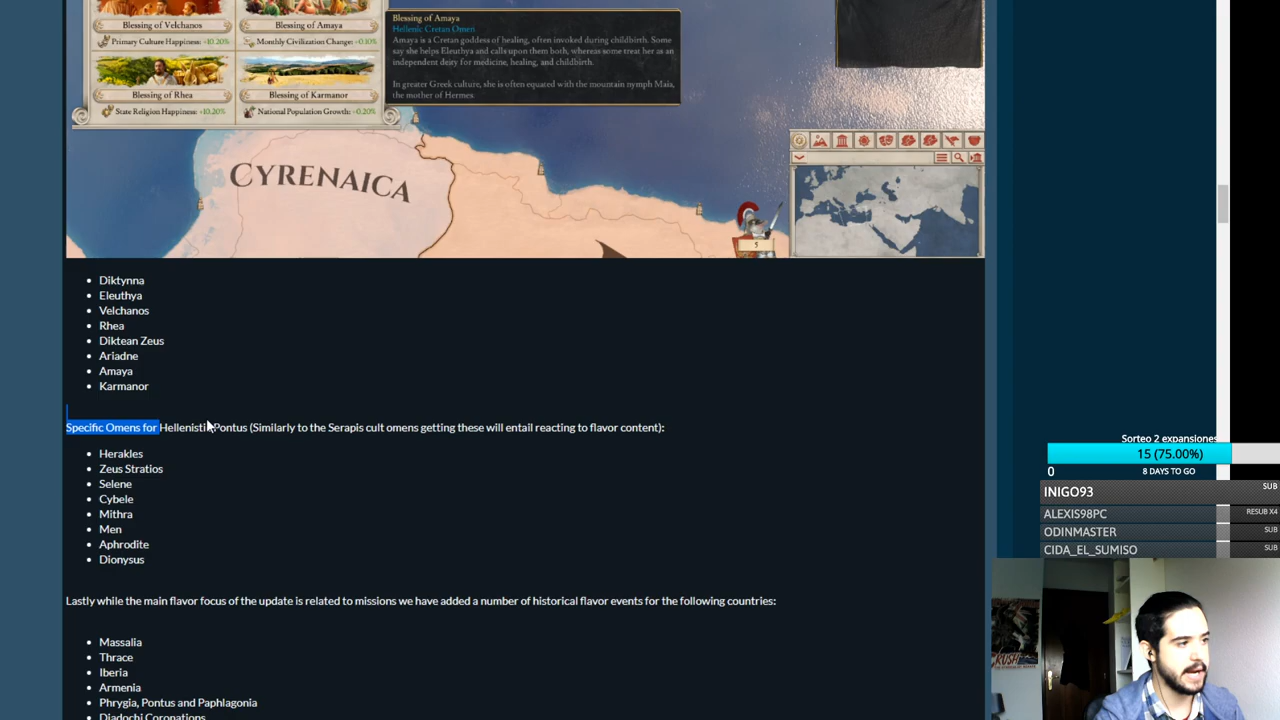 Blessing of Velchanos
Blessing of Amaya
Primary Culture Happiness: +10.20%
Monthly Civilization Change: +0.10%
Blessing of Rhea
Blessing of Karmanor
State Religion Happiness: +10.20%
National Population Growth: +0.20%
Blessing of Amaya
Hellenic Cretan Omen
Amaya is a Cretan goddess of healing, often invoked during childbirth. Some
say she helps Eleuthya and calls upon them both, whereas some treat her as an
independent deity for medicine, healing, and childbirth.
In greater Greek culture, she is often equated with the mountain nymph Maia,
the mother of Hermes
CYRENAICA
5
Diktynna
Eleuthya
Velchanos
Rhea
Diktean Zeus
Ariadne
Amaya
Karmanor
Specific Omens for Hellenistic Pontus (Similarly to the Serapis cult omens getting these will entail reacting to flavor content):
Herakles
Zeus Stratios
Selene
Cybele
Mithra
Men
Aphrodite
Dionysus
Lastly while the main flavor focus of the update is related to missions we have added a number of historical flavor events for the following countries:
Massalia
Thrace
Iberia
Armenia
Phrygia, Pontus and Paphlagonia
Diadochi Coronations
Sorteo 2 expansiones
15 (75.00%)
0
8 DAYS TO GO
INIGO93 SUB
ALEXIS98PC RESUB X4
ODINMASTER SUB
CIDA_EL_SUMISO SUB
KUSH